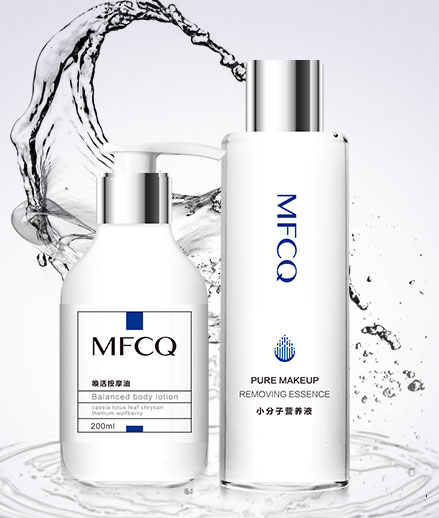 MFCQ
唤活按摩油
Balanced body lotion
cassia lotus leaf chrysan
themum wolfberry
200ml
MFCQ
PURE MAKEUP
REMOVING ESSENCE
小分子营养液